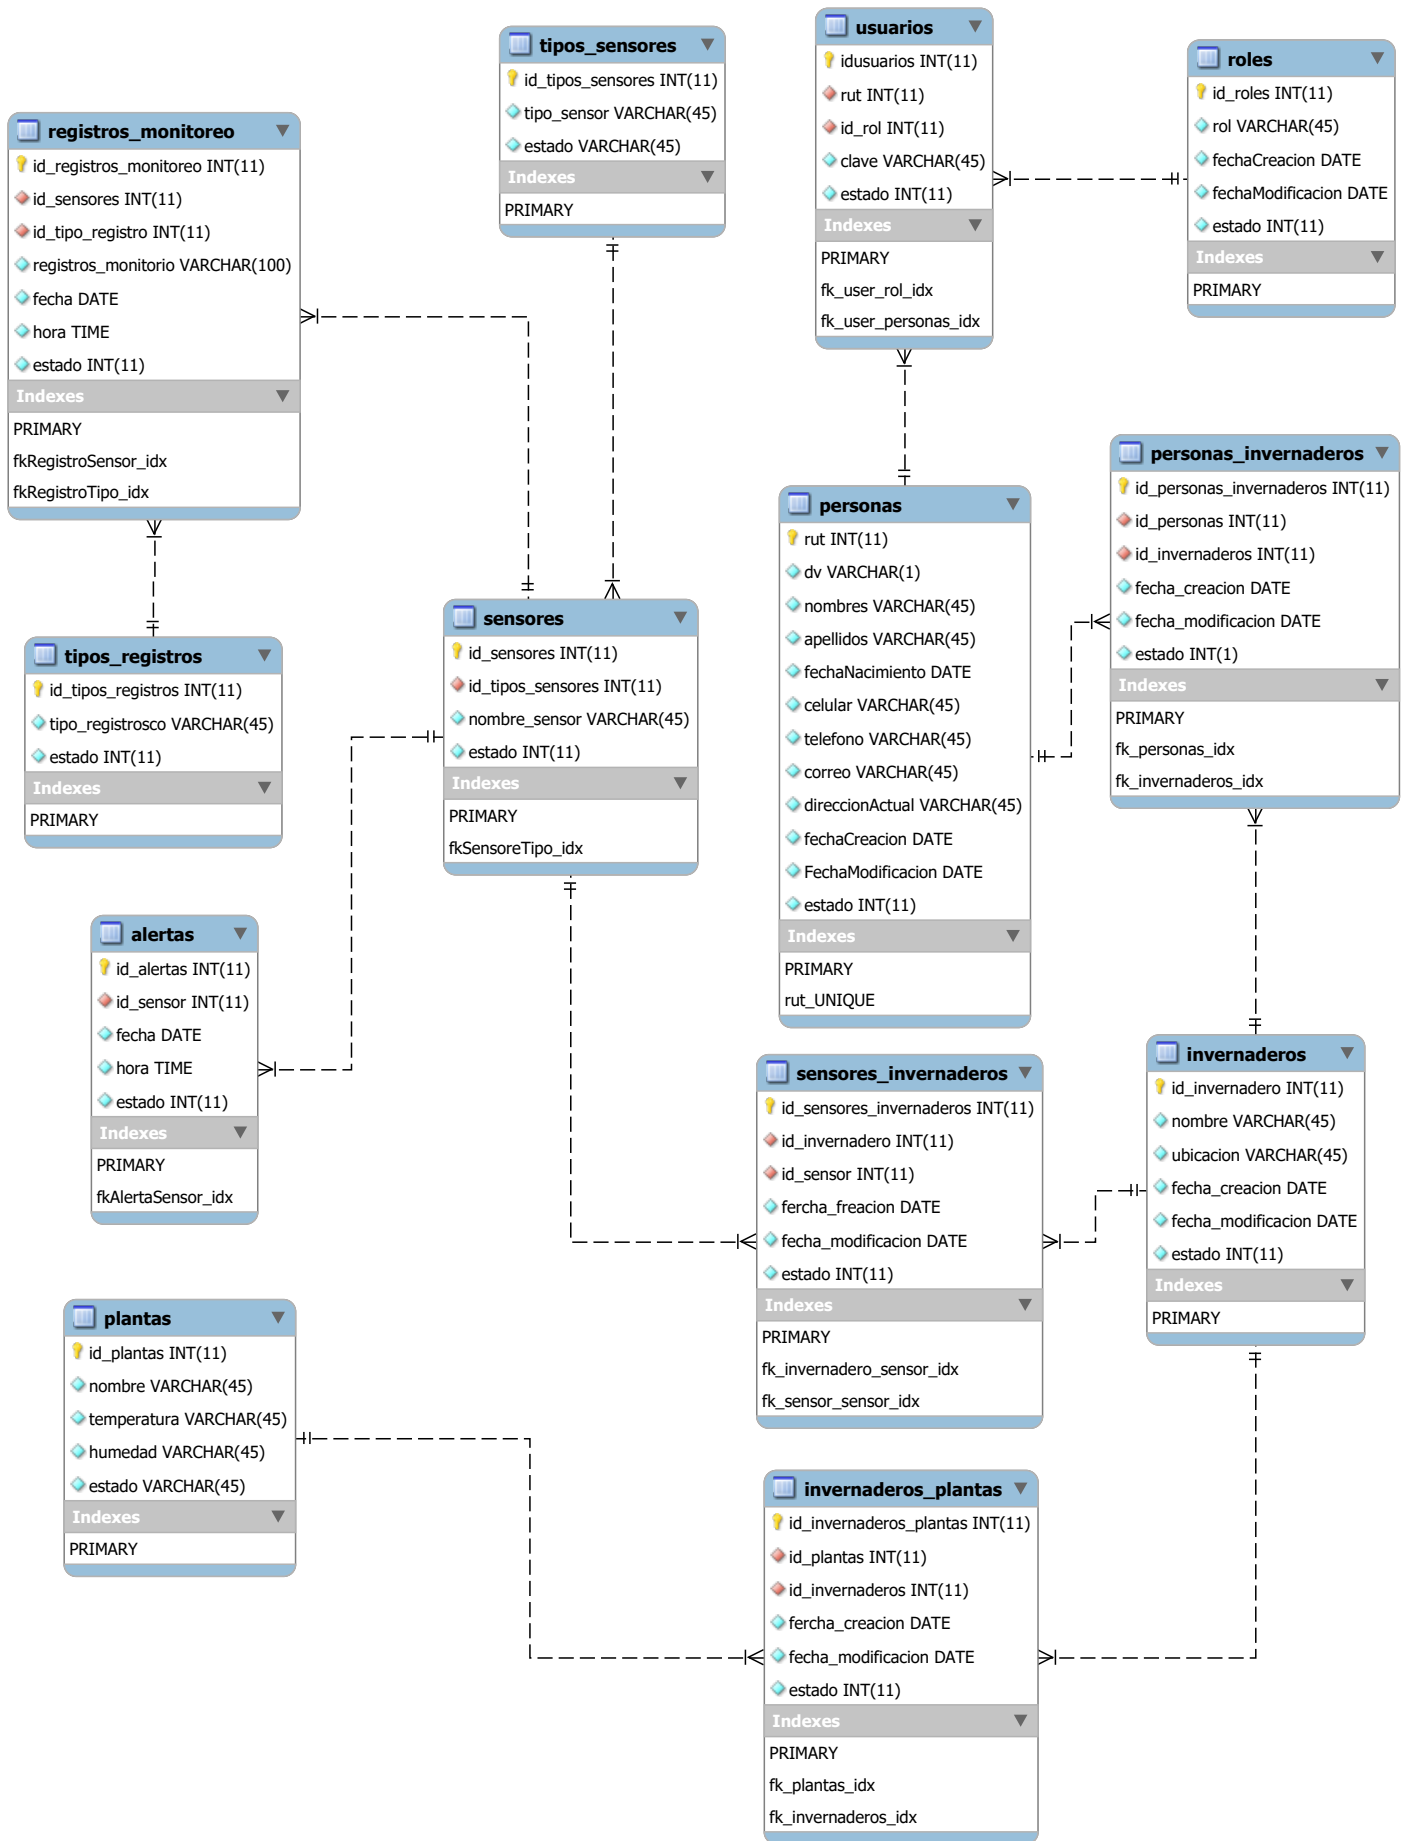 tipos_sensores
id_tipos_sensores INT(11)
tipo_sensor VARCHAR(45)
estado VARCHAR(45)
Indexes
PRIMARY
usuarios
idusuarios INT(11)
rut INT(11)
id_rol INT(11)
clave VARCHAR(45)
estado INT(11)
Indexes
PRIMARY
fk_user_rol_idx
fk_user_personas_idx
roles
id_roles INT(11)
rol VARCHAR(45)
fechaCreacion DATE
fechaModificacion DATE
estado INT(11)
Indexes
PRIMARY
registros_monitoreo
id_registros_monitoreo INT(11)
id_sensores INT(11)
id_tipo_registro INT(11)
registros_monitorio VARCHAR(100)
fecha DATE
hora TIME
estado INT(11)
Indexes
PRIMARY
fkRegistroSensor_idx
fkRegistroTipo_idx
personas_invernaderos
id_personas_invernaderos INT(11)
id_personas INT(11)
id_invernaderos INT(11)
fecha_creacion DATE
fecha_modificacion DATE
estado INT(1)
Indexes
PRIMARY
fk_personas_idx
fk_invernaderos_idx
personas
rut INT(11)
dv VARCHAR(1)
nombres VARCHAR(45)
apellidos VARCHAR(45)
fechaNacimiento DATE
celular VARCHAR(45)
telefono VARCHAR(45)
correo VARCHAR(45)
direccionActual VARCHAR(45)
fechaCreacion DATE
FechaModificacion DATE
estado INT(11)
Indexes
PRIMARY
rut_UNIQUE
sensores
id_sensores INT(11)
id_tipos_sensores INT(11)
nombre_sensor VARCHAR(45)
estado INT(11)
Indexes
PRIMARY
fkSensoreTipo_idx
tipos_registros
id_tipos_registros INT(11)
tipo_registrosco VARCHAR(45)
estado INT(11)
Indexes
PRIMARY
alertas
id_alertas INT(11)
id_sensor INT(11)
fecha DATE
hora TIME
estado INT(11)
Indexes
PRIMARY
fkAlertaSensor_idx
sensores_invernaderos
id_sensores_invernaderos INT(11)
id_invernadero INT(11)
id_sensor INT(11)
fercha_freacion DATE
fecha_modificacion DATE
estado INT(11)
Indexes
PRIMARY
fk_invernadero_sensor_idx
fk_sensor_sensor_idx
invernaderos
id_invernadero INT(11)
nombre VARCHAR(45)
ubicacion VARCHAR(45)
fecha_creacion DATE
fecha_modificacion DATE
estado INT(11)
Indexes
PRIMARY
plantas
id_plantas INT(11)
nombre VARCHAR(45)
temperatura VARCHAR(45)
humedad VARCHAR(45)
estado VARCHAR(45)
Indexes
PRIMARY
invernaderos_plantas
id_invernaderos_plantas INT(11)
id_plantas INT(11)
id_invernaderos INT(11)
fercha_creacion DATE
fecha_modificacion DATE
estado INT(11)
Indexes
PRIMARY
fk_plantas_idx
fk_invernaderos_idx